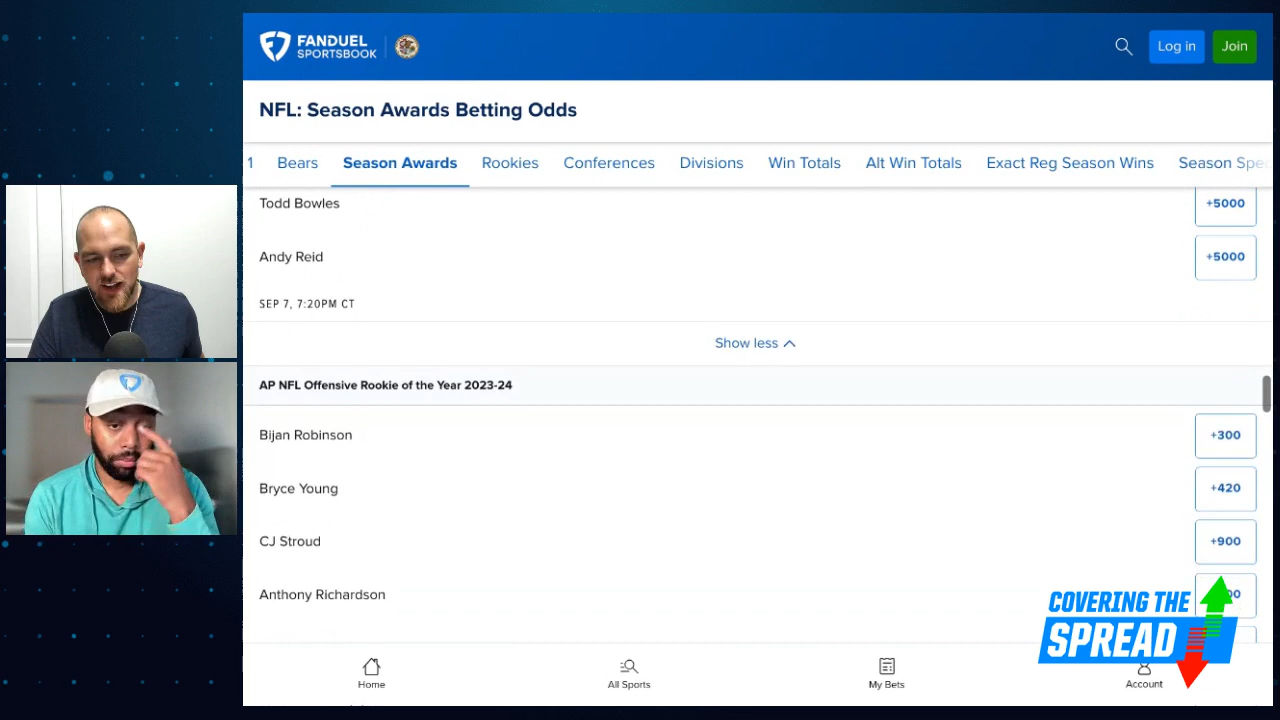 FANDUEL
SPORTSBOOK
Log in
Join
NFL: Season Awards Betting Odds
1 Bears Season Awards Rookies Conferences Divisions Win Totals Alt Win Totals Exact Reg Season Wins Season Spec
Todd Bowles +5000
Andy Reid +5000
SEP 7, 7:20PM CT
Show less
AP NFL Offensive Rookie of the Year 2023-24
Bijan Robinson +300
Bryce Young +420
CJ Stroud +900
Anthony Richardson
COVERING THE
SPREAD
Home All Sports My Bets Account